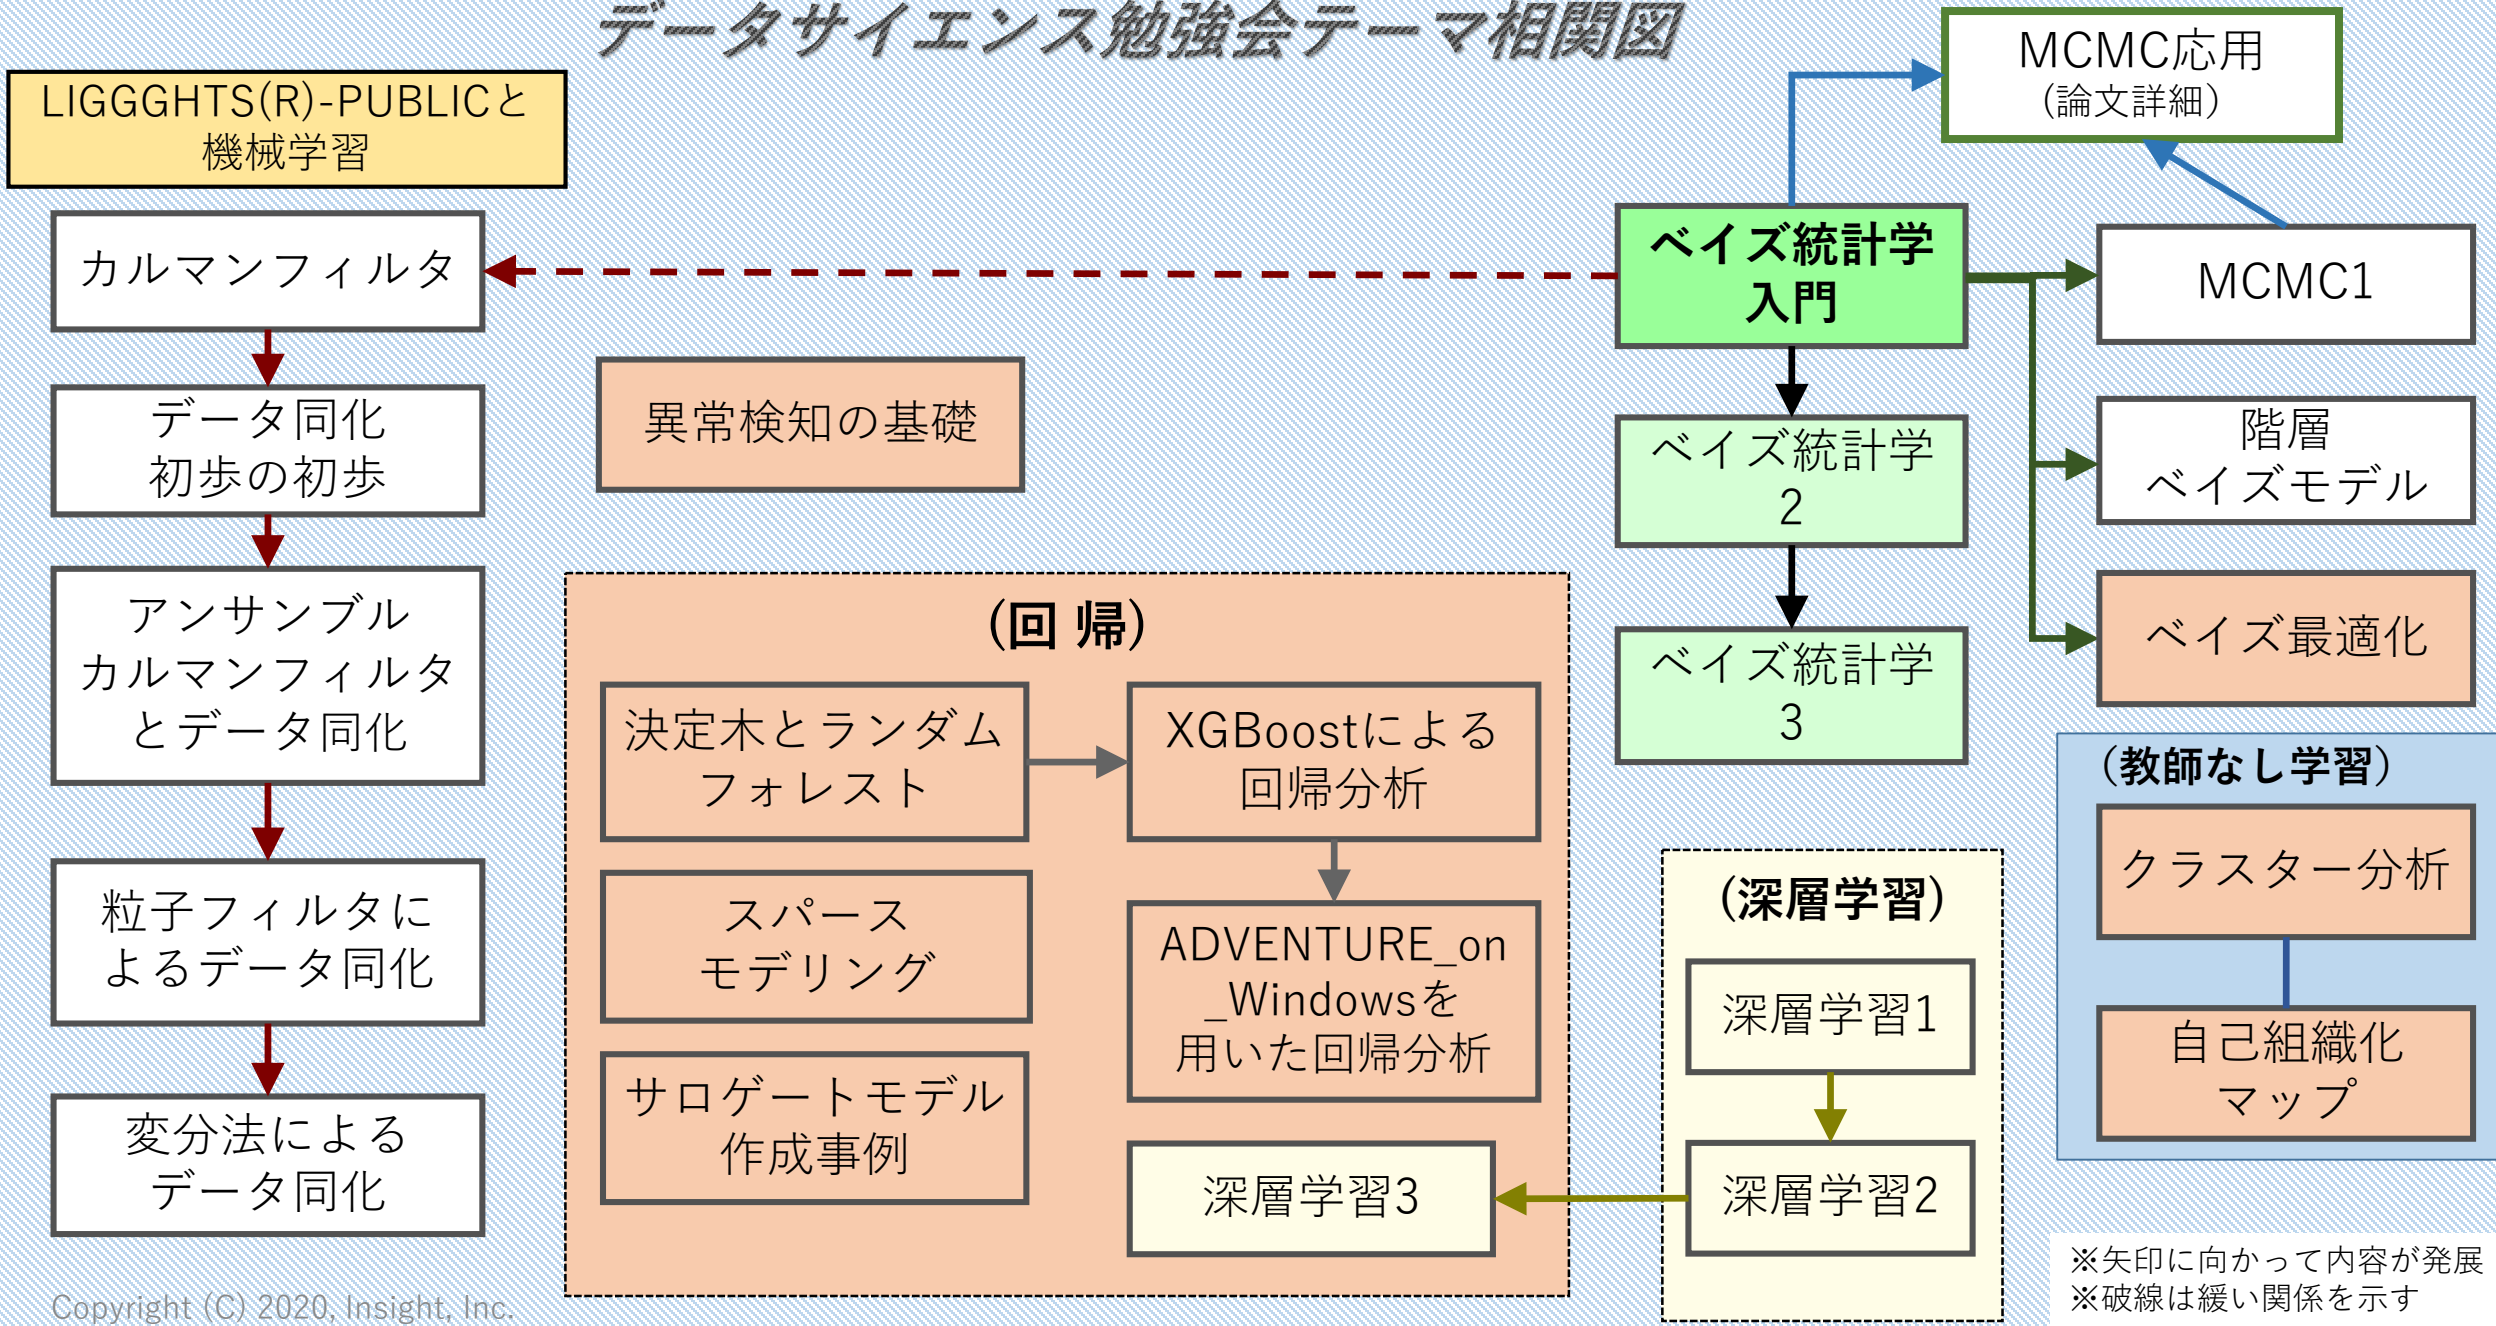 データサイエンス勉強会テーマ相関図
LIGGGHTS(R)-PUBLICと
機械学習
MCMC応用
(論文詳細)
カルマンフィルタ
ベイズ統計学
入門
MCMC1
データ同化
初歩の初歩
異常検知の基礎
ベイズ統計学
2
階層
ベイズモデル
アンサンブル
カルマンフィルタ
とデータ同化
(回 帰)
ベイズ統計学
3
ベイズ最適化
決定木とランダム
フォレスト
XGBoostによる
回帰分析
(教師なし学習)
クラスター分析
自己組織化
マップ
粒子フィルタに
よるデータ同化
スパース
モデリング
ADVENTURE_on
_Windowsを
用いた回帰分析
(深層学習)
深層学習1
深層学習2
変分法による
データ同化
サロゲートモデル
作成事例
深層学習3
※矢印に向かって内容が発展
※破線は緩い関係を示す
Copyright (C) 2020, Insight, Inc.